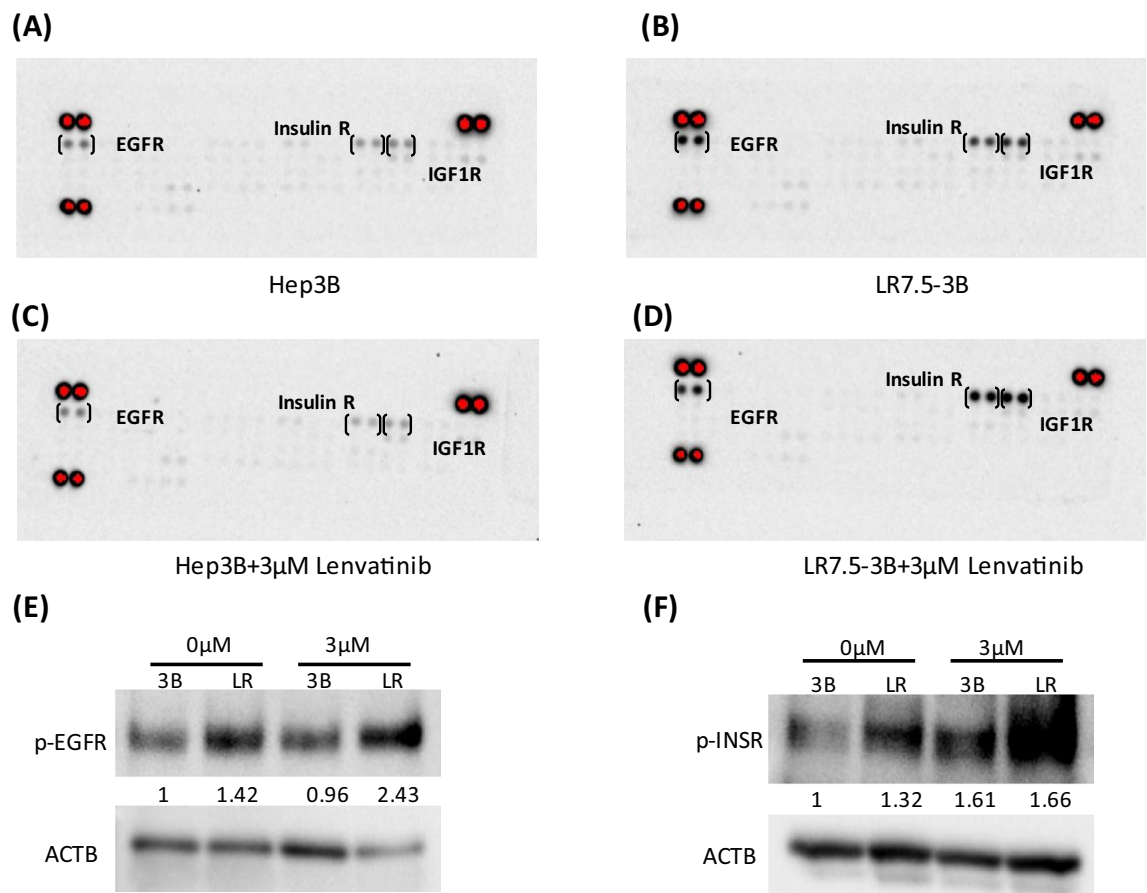 (A)
(B)
Insulin R
EGFR
IGF1R
Insulin R
EGFR
IGF1R
Hep3B
LR7.5-3B
(C)
(D)
Insulin R
EGFR
IGF1R
Insulin R
EGFR
IGF1R
Hep3B+3μM Lenvatinib
LR7.5-3B+3μM Lenvatinib
(E)
0μM 3μM
3B LR 3B LR
p-EGFR
1 1.42 0.96 2.43
ACTB
(F)
0μM 3μM
3B LR 3B LR
p-INSR
1 1.32 1.61 1.66
ACTB